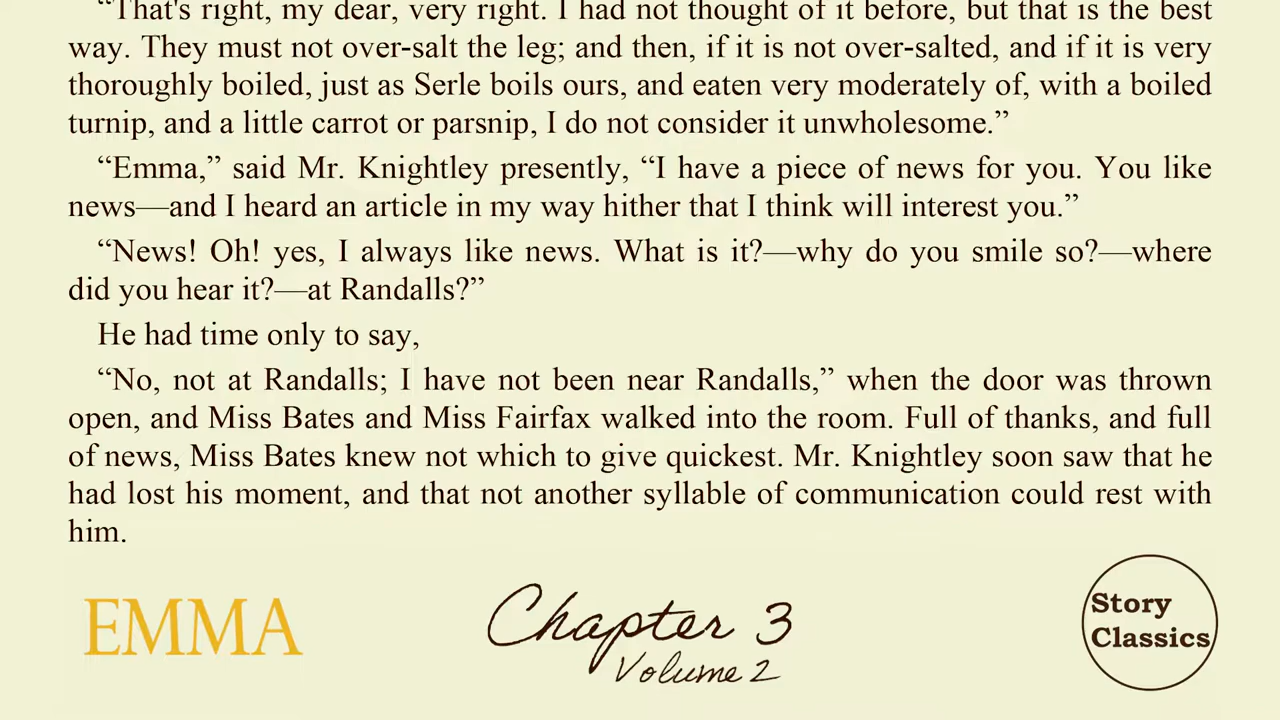 “That's right, my dear, very right. I had not thought of it before, but that is the best
way. They must not over-salt the leg; and then, if it is not over-salted, and if it is very
thoroughly boiled, just as Serle boils ours, and eaten very moderately of, with a boiled
turnip, and a little carrot or parsnip, I do not consider it unwholesome.”
“Emma,” said Mr. Knightley presently, “I have a piece of news for you. You like
news—and I heard an article in my way hither that I think will interest you.”
“News! Oh! yes, I always like news. What is it?—why do you smile so?—where
did you hear it?—at Randalls?”
He had time only to say,
“No, not at Randalls; I have not been near Randalls,” when the door was thrown
open, and Miss Bates and Miss Fairfax walked into the room. Full of thanks, and full
of news, Miss Bates knew not which to give quickest. Mr. Knightley soon saw that he
had lost his moment, and that not another syllable of communication could rest with
him.
EMMA
Chapter 3
Volume 2
Story
Classics